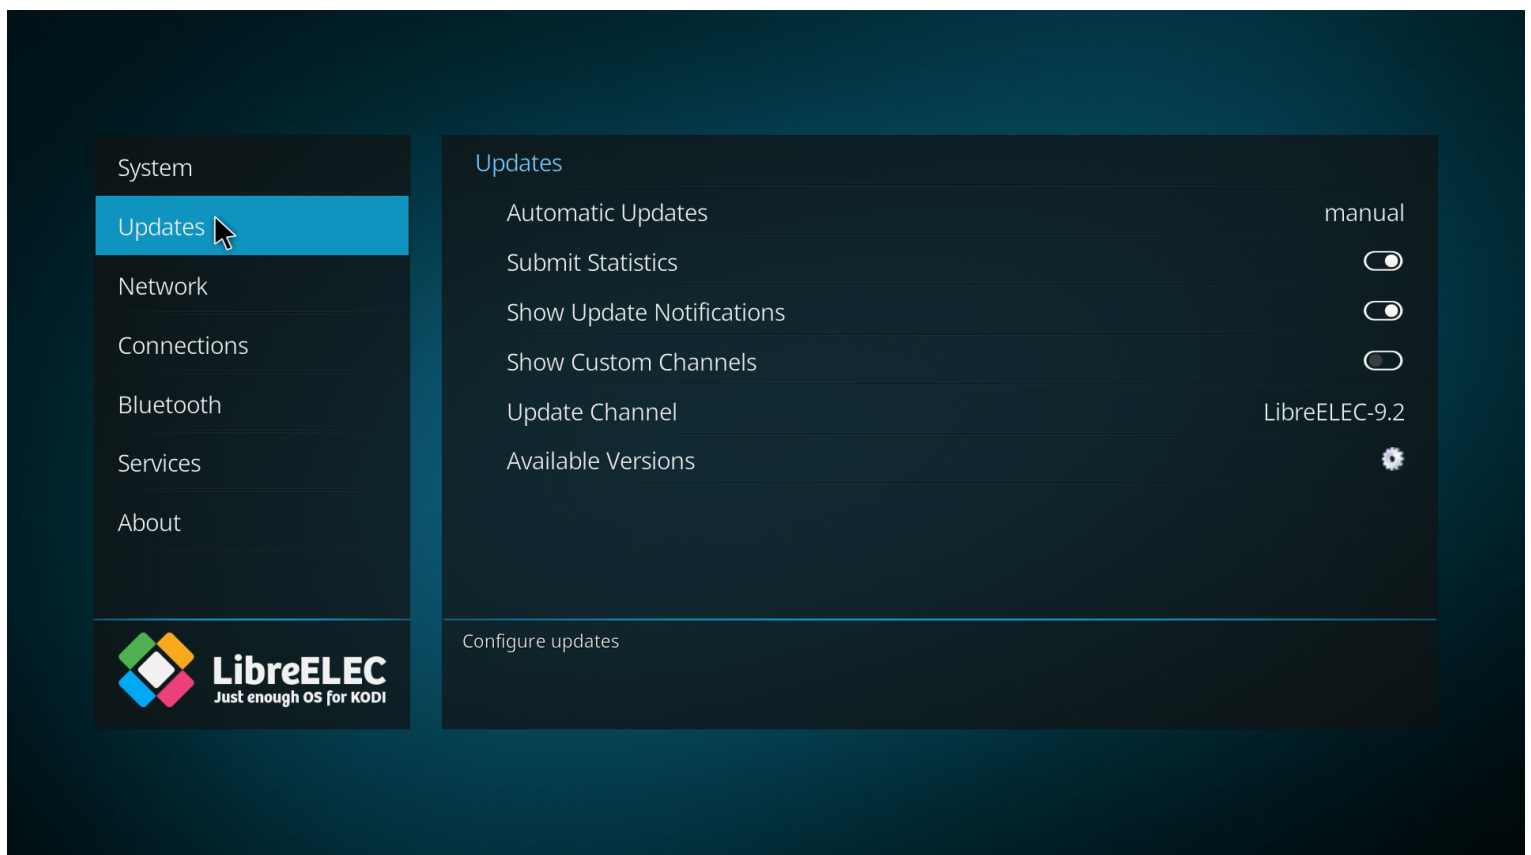 System
Updates
Network
Connections
Bluetooth
Services
About
LibreELEC
Just enough OS for KODI
Updates
Automatic Updates manual
Submit Statistics
Show Update Notifications
Show Custom Channels
Update Channel LibreELEC-9.2
Available Versions
Configure updates